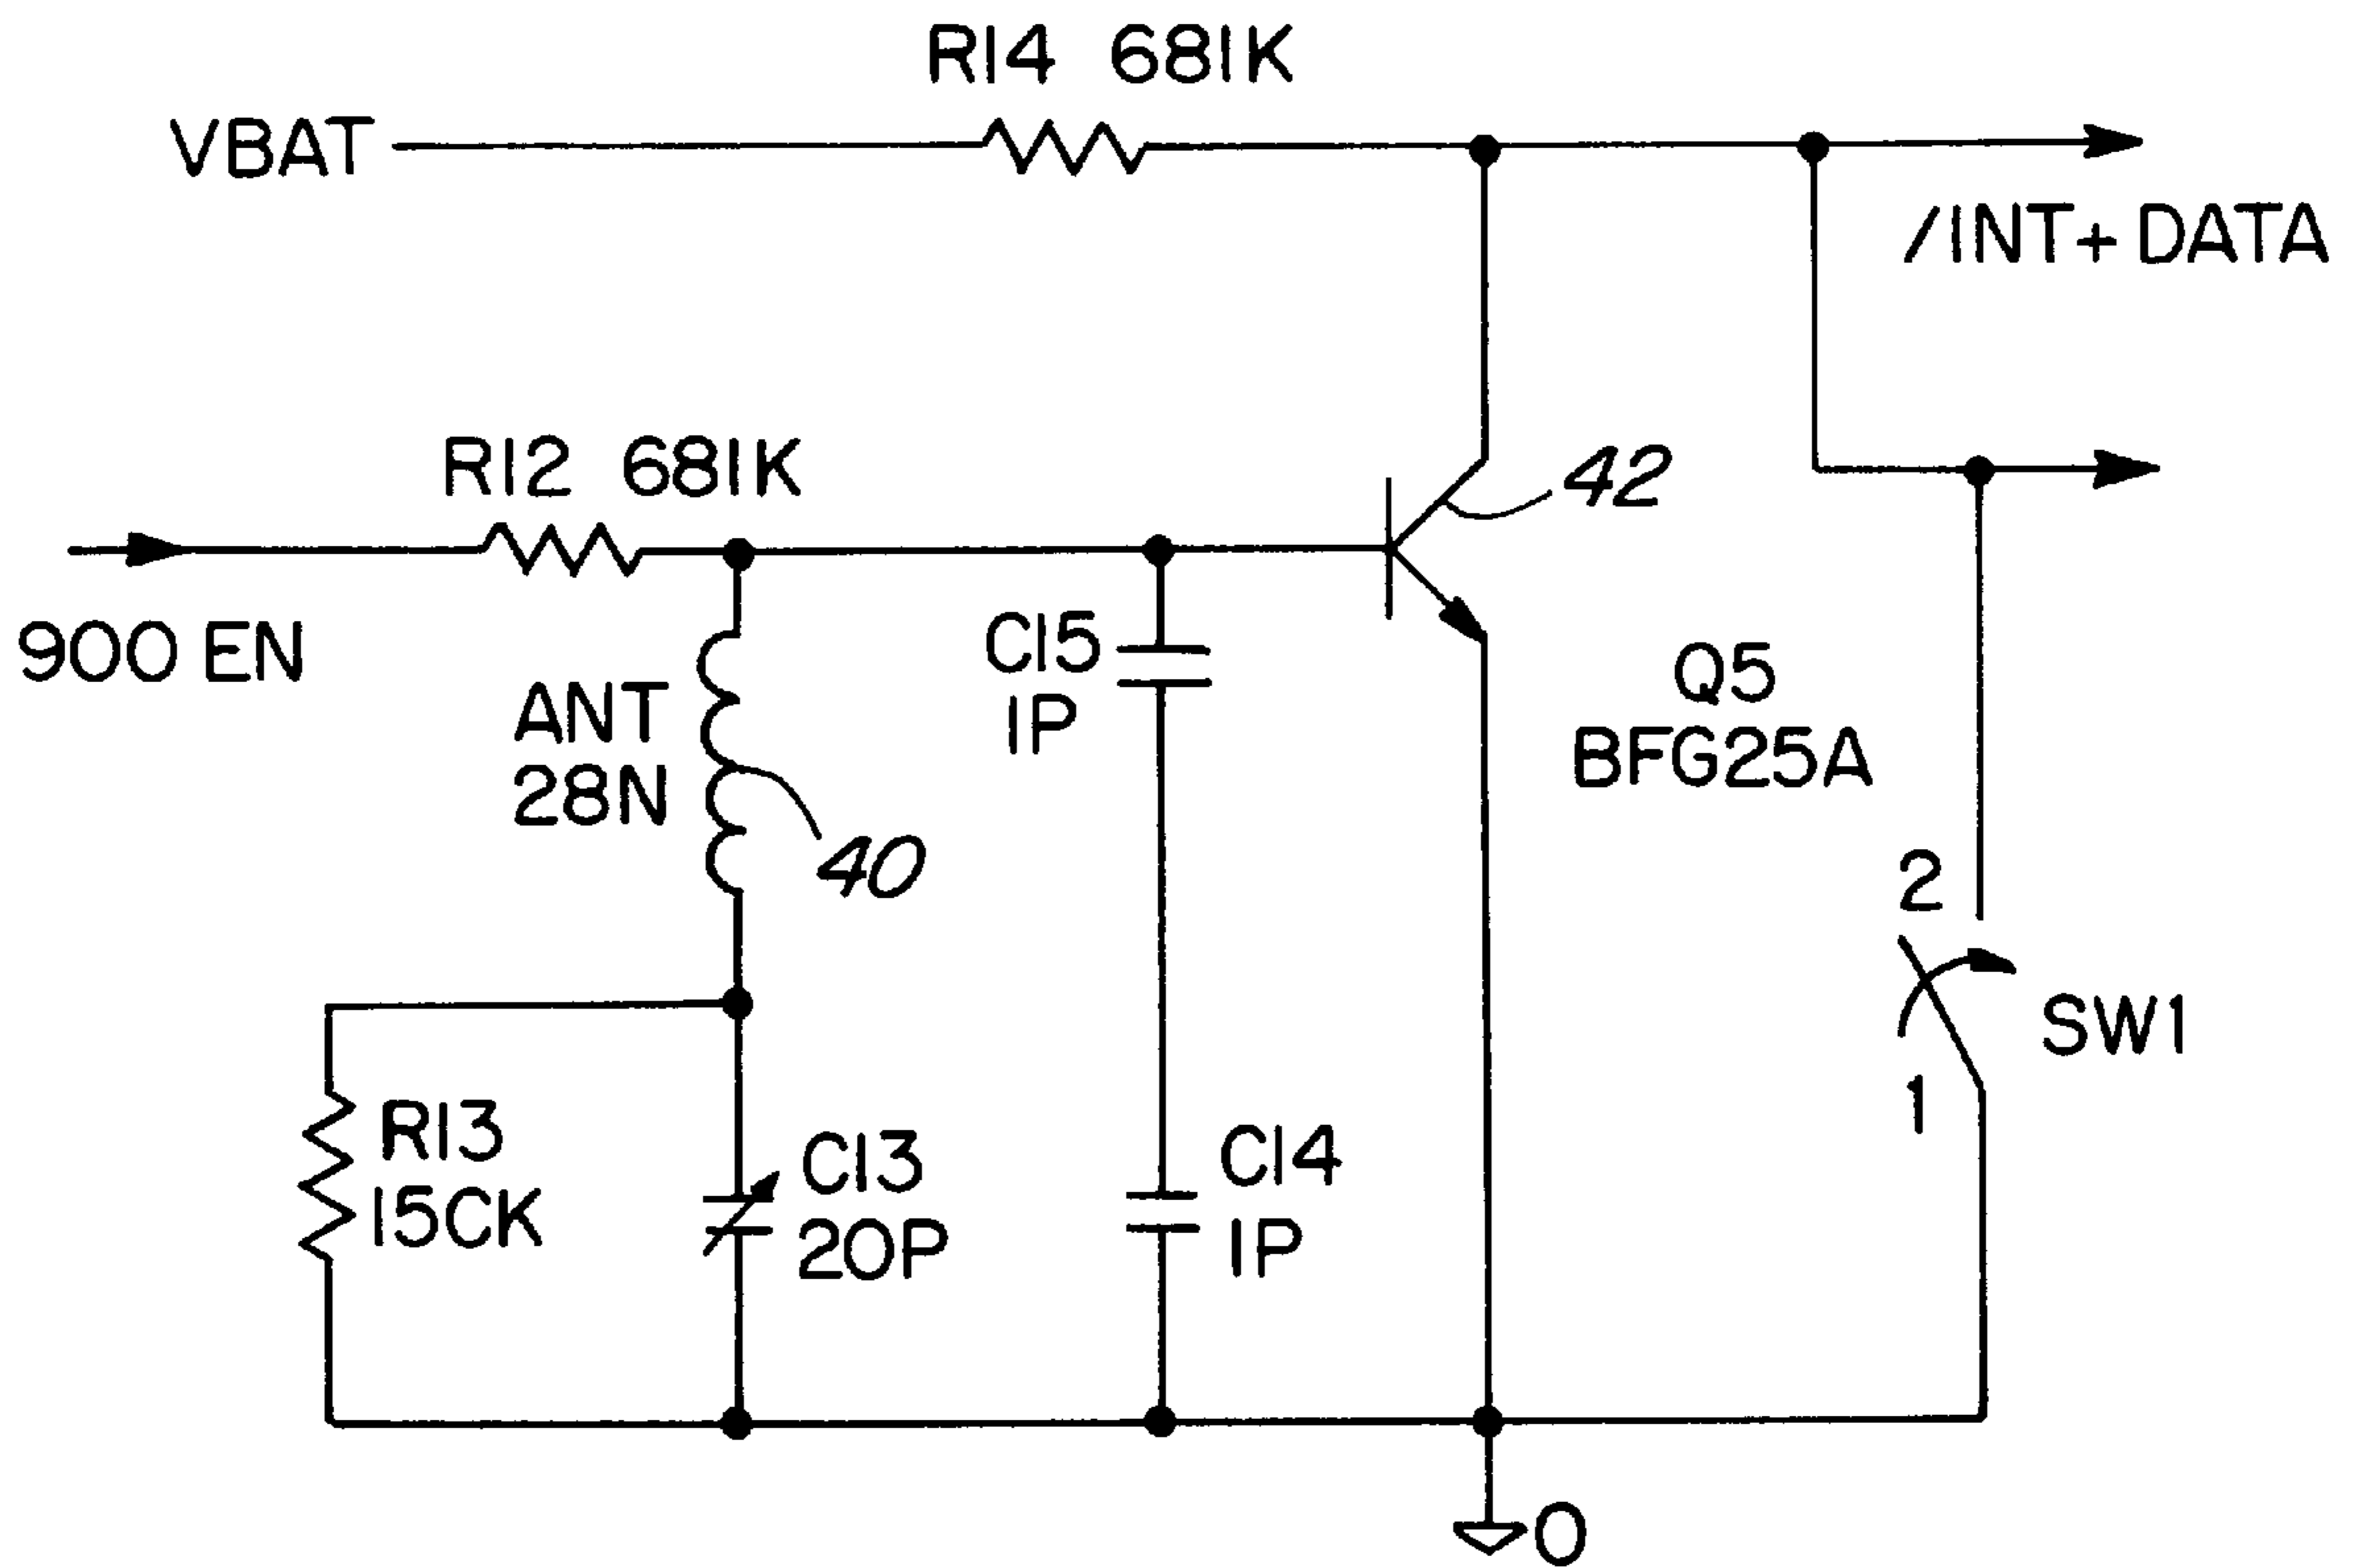 R14 681K
VBAT
/INT+DATA
R12 681K
42
900 EN
C15
1P
Q5
BFG25A
ANT
28N
40
2
SW1
1
R13
15CK
C13
20P
C14
1P
0